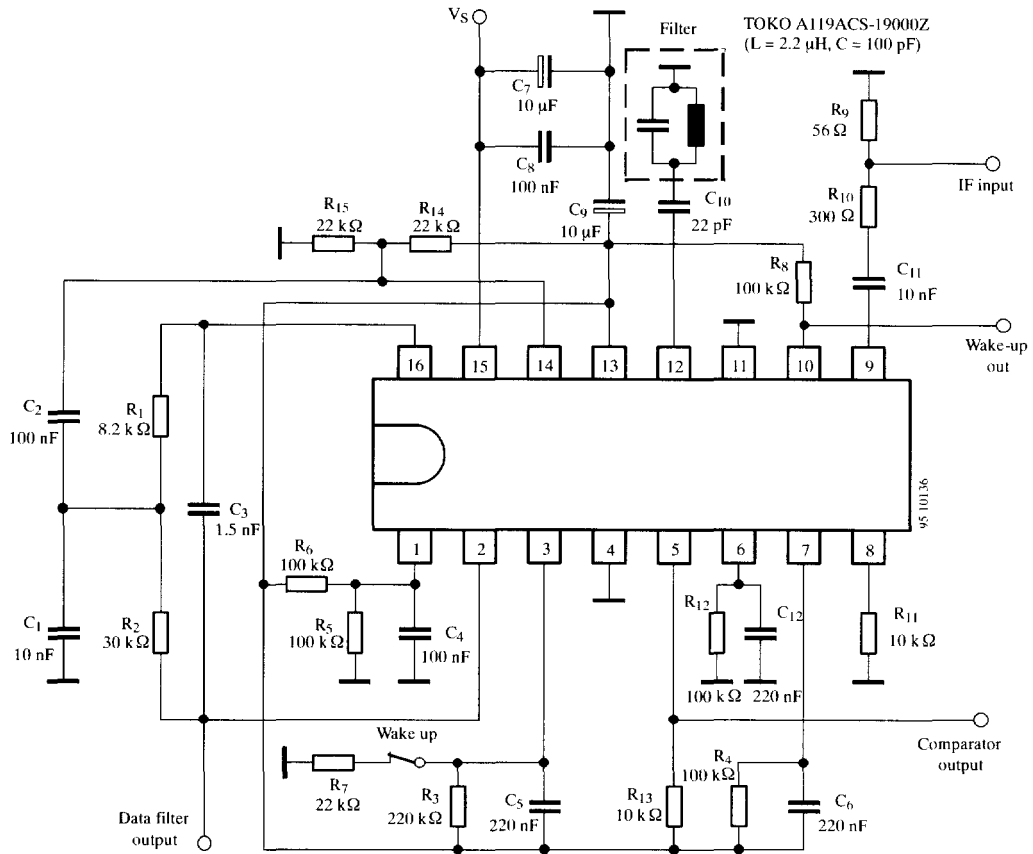 V_S
TOKO A119ACS-19000Z
(L = 2.2 µH, C = 100 pF)
Filter
C7
10 µF
C8
100 nF
C9
10 µF
C10
22 pF
R9
56 Ω
IF input
R10
300 Ω
C11
10 nF
R15
22 kΩ
R14
22 kΩ
R8
100 kΩ
Wake-up
out
16
15
14
13
12
11
10
9
C2
100 nF
R1
8.2 kΩ
C3
1.5 nF
95 10136
1
2
3
4
5
6
7
8
R6
100 kΩ
C1
10 nF
R2
30 kΩ
R5
100 kΩ
C4
100 nF
R12
100 kΩ
C12
220 nF
R11
10 kΩ
Wake up
R7
22 kΩ
R3
220 kΩ
C5
220 nF
R13
10 kΩ
R4
100 kΩ
C6
220 nF
Comparator
output
Data filter
output